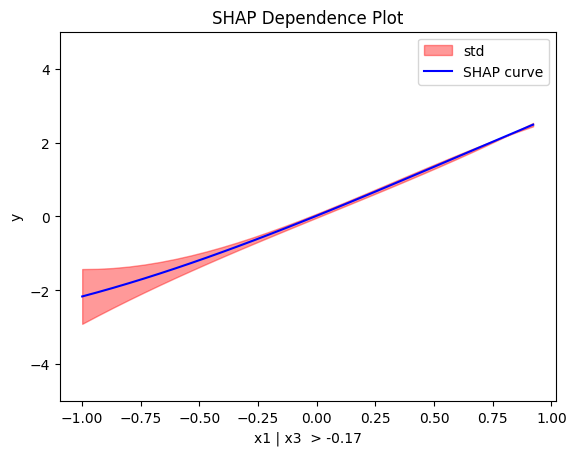 SHAP Dependence Plot
std
SHAP curve
y
4
2
0
−2
−4
−1.00 −0.75 −0.50 −0.25 0.00 0.25 0.50 0.75 1.00
x1 | x3  > -0.17